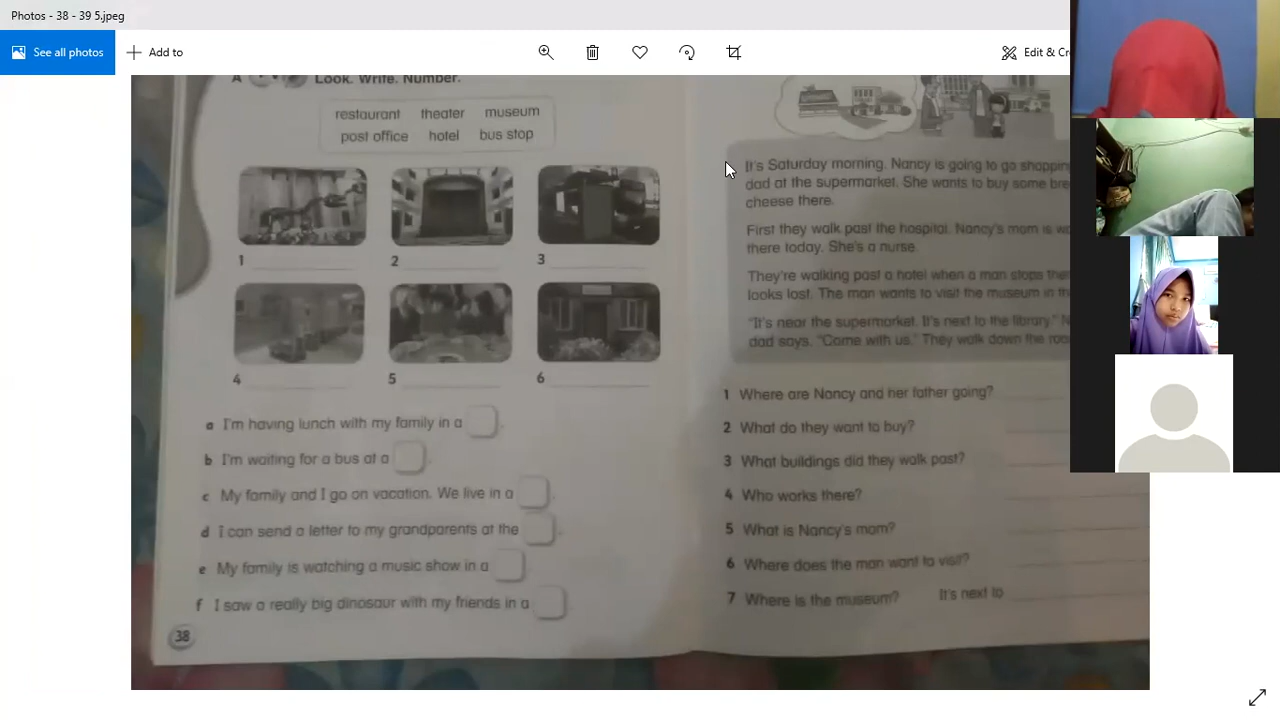 Photos - 38 - 39 5.jpeg
See all photos
Add to
Edit & Cr
A
Look. Write. Number.
restaurant theater museum
post office hotel bus stop
1
2
3
4
5
6
a I'm having lunch with my family in a
b I'm waiting for a bus at a
c My family and I go on vacation. We live in a
d I can send a letter to my grandparents at the
e My family is watching a music show in a
f I saw a really big dinosaur with my friends in a
38
It's Saturday morning. Nancy is going to go shoppin
dad at the supermarket. She wants to buy some bre
cheese there.
First they walk past the hospital. Nancy's mom is w
there today. She's a nurse.
They're walking past a hotel when a man stops the
looks lost. The man wants to visit the museum in th
"It's near the supermarket. It's next to the library." N
dad says. "Come with us." They walk down the roa
1 Where are Nancy and her father going?
2 What do they want to buy?
3 What buildings did they walk past?
4 Who works there?
5 What is Nancy's mom?
6 Where does the man want to visit?
7 Where is the museum? It's next to